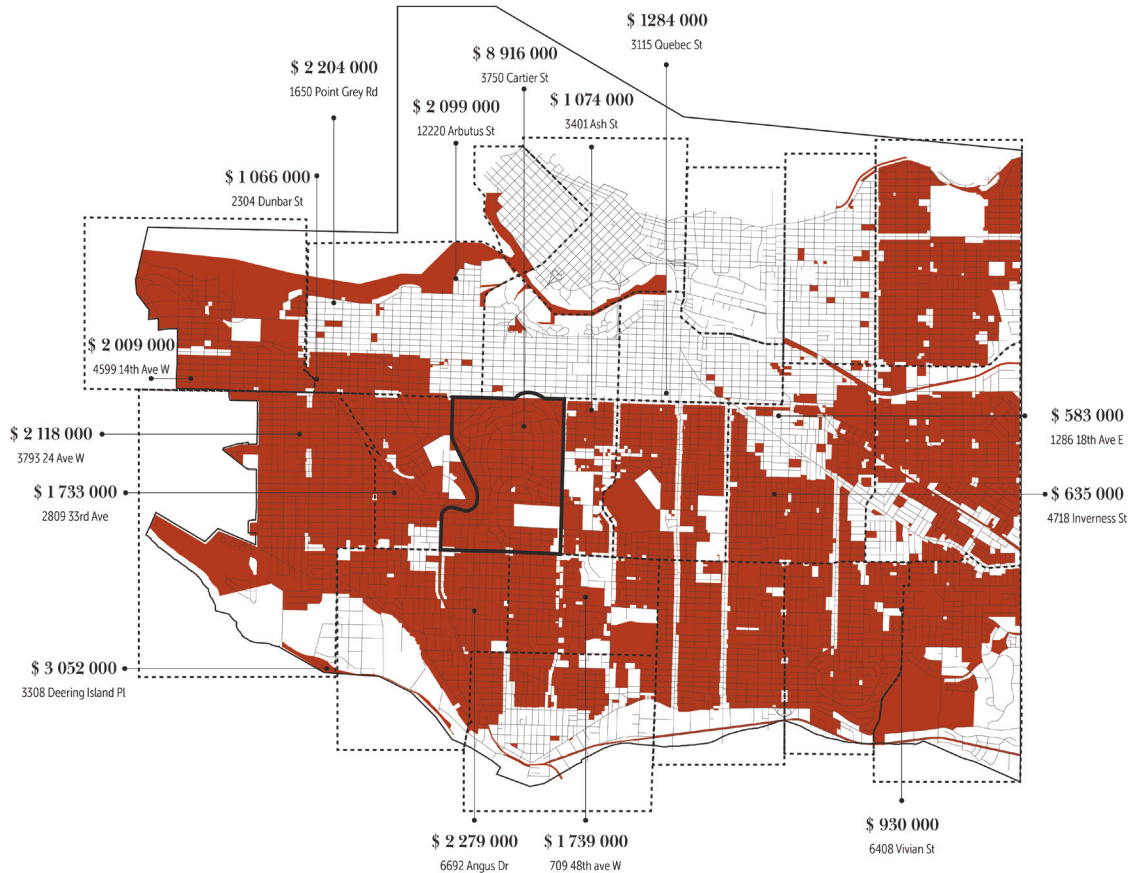 $ 1284 000
3115 Quebec St
$ 8 916 000
3750 Cartier St
$ 2 204 000
1650 Point Grey Rd
$ 2 099 000
12220 Arbutus St
$ 1 074 000
3401 Ash St
$ 1 066 000
2304 Dunbar St
$ 2 009 000
4599 14th Ave W
$ 2 118 000
3793 24 Ave W
$ 1 733 000
2809 33rd Ave
$ 3 052 000
3308 Deering Island Pl
$ 583 000
1286 18th Ave E
$ 635 000
4718 Inverness St
$ 2 279 000
6692 Angus Dr
$ 1 739 000
709 48th ave W
$ 930 000
6408 Vivian St